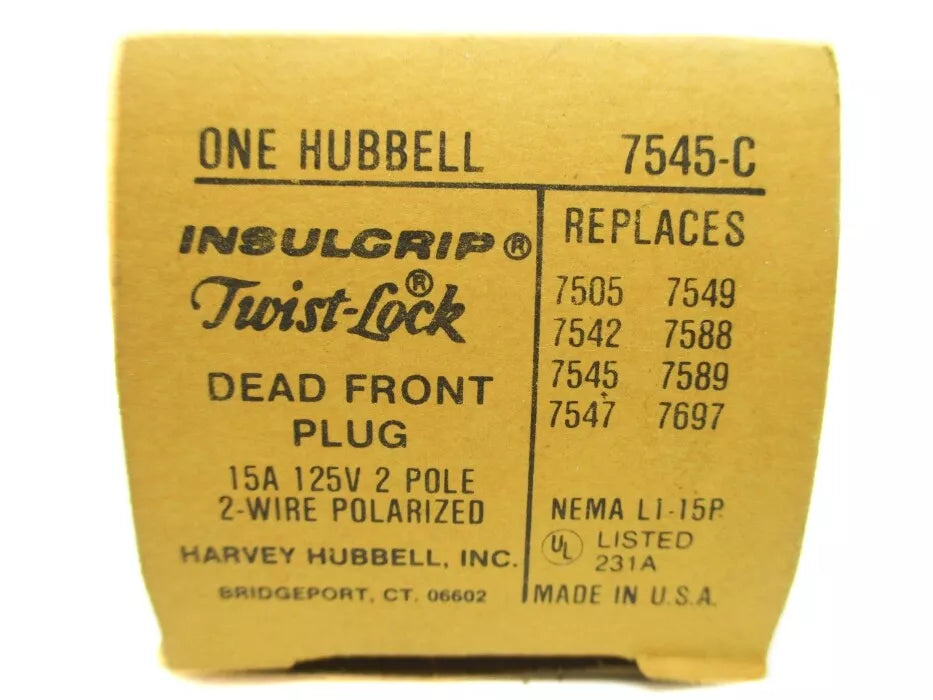 ONE HUBBELL 7545-C
INSULGRIP®
Twist-Lock®
DEAD FRONT
PLUG
15A 125V 2 POLE
2-WIRE POLARIZED
HARVEY HUBBELL, INC.
BRIDGEPORT, CT. 06602
REPLACES
7505 7549
7542 7588
7545 7589
7547 7697
NEMA L1-15P
UL LISTED
231A
MADE IN U.S.A.